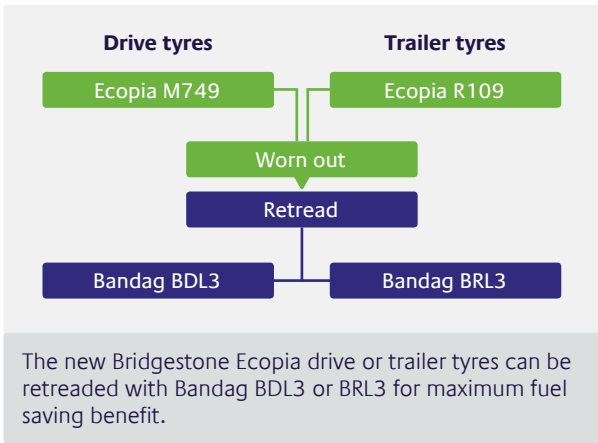 Drive tyres
Trailer tyres
Ecopia M749
Ecopia R109
Worn out
Retread
Bandag BDL3
Bandag BRL3
The new Bridgestone Ecopia drive or trailer tyres can be
retreaded with Bandag BDL3 or BRL3 for maximum fuel
saving benefit.